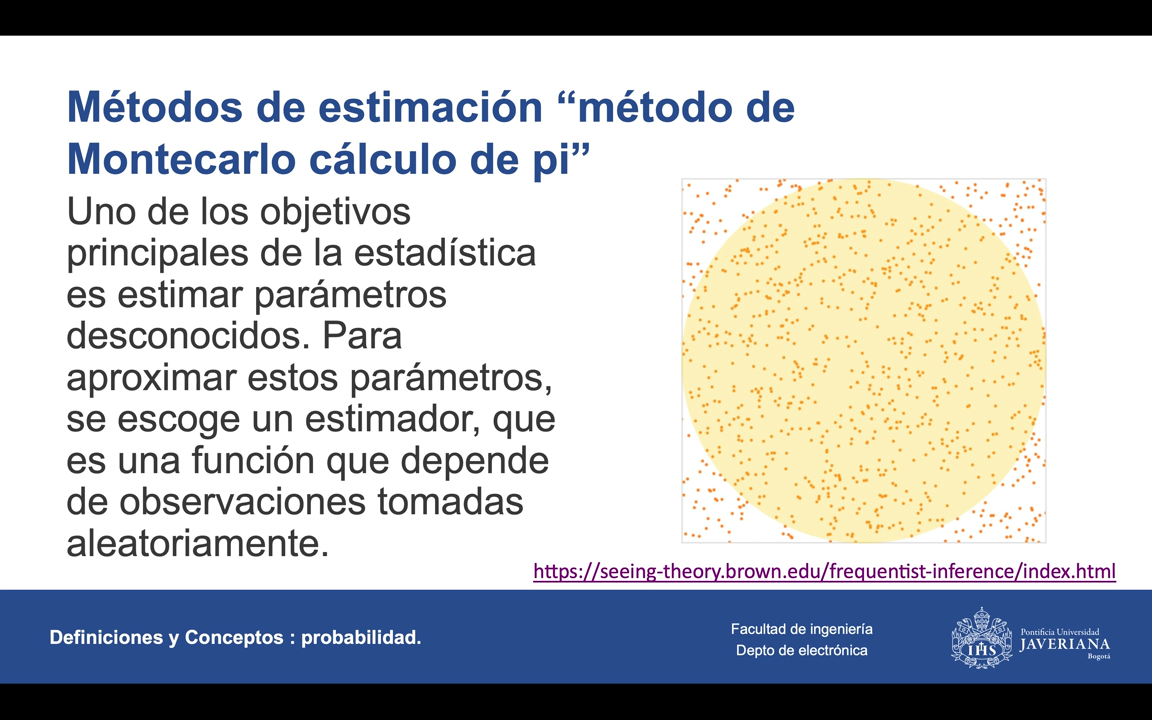 Métodos de estimación “método de
Montecarlo cálculo de pi”
Uno de los objetivos
principales de la estadística
es estimar parámetros
desconocidos. Para
aproximar estos parámetros,
se escoge un estimador, que
es una función que depende
de observaciones tomadas
aleatoriamente.
https://seeing-theory.brown.edu/frequentist-inference/index.html
Definiciones y Conceptos : probabilidad.
Facultad de ingeniería
Depto de electrónica
IHS
Pontificia Universidad
JAVERIANA
Bogotá